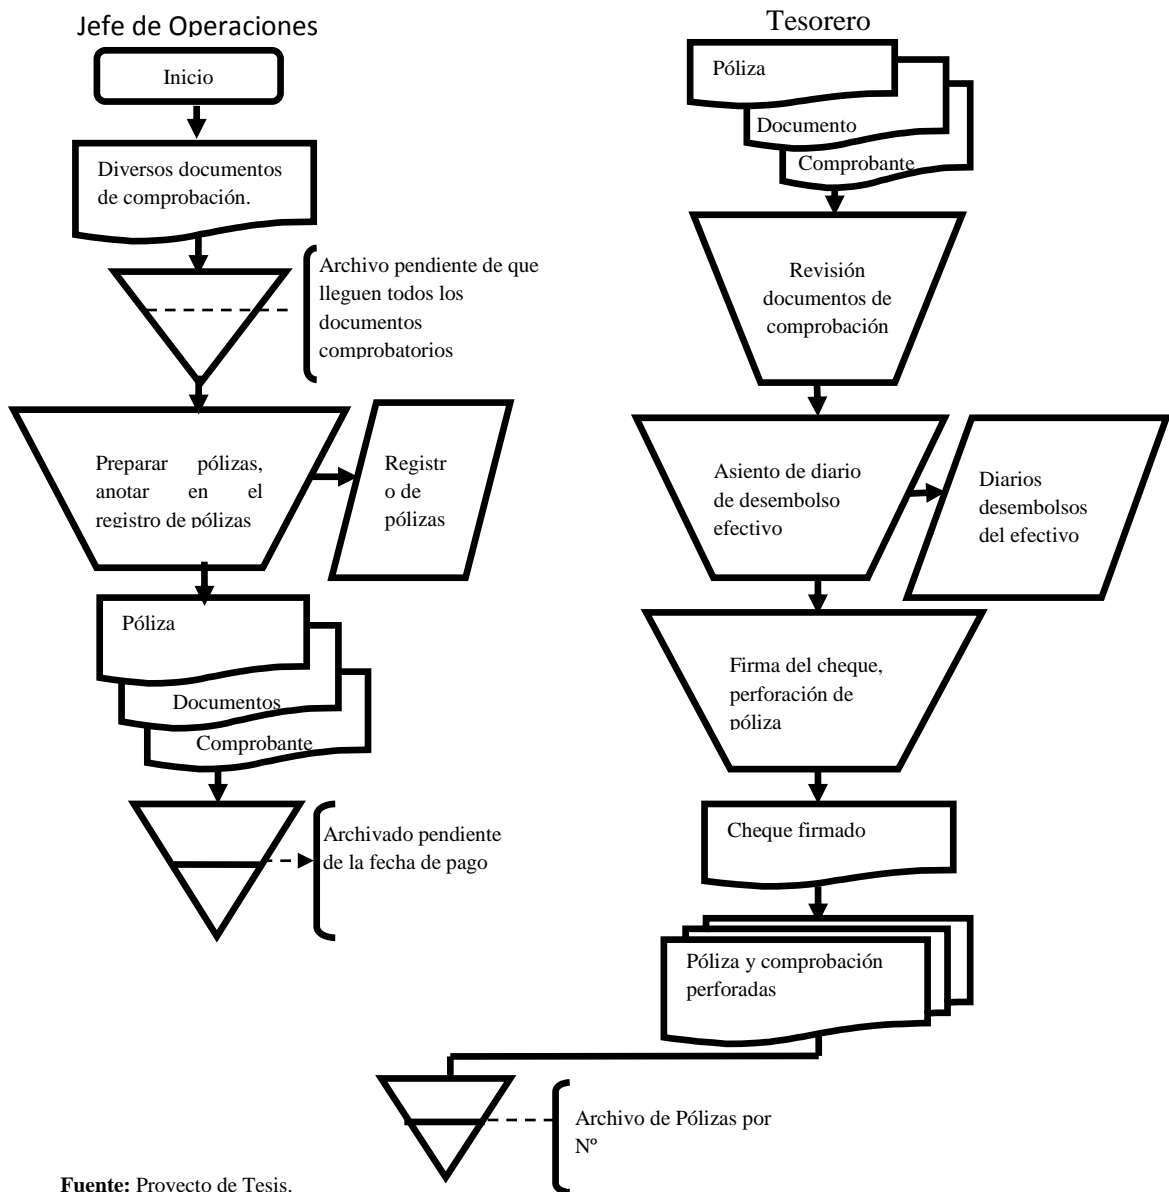 Jefe de Operaciones
Inicio
Diversos documentos
de comprobación.
Archivo pendiente de que
lleguen todos los
documentos
comprobatorios
Preparar pólizas,
anotar en el
registro de pólizas
Registr
o de
pólizas
Póliza
Documentos
Comprobante
Archivado pendiente
de la fecha de pago
Tesorero
Póliza
Documento
Comprobante
Revisión
documentos de
comprobación
Asiento de diario
de desembolso
efectivo
Diarios
desembolsos
del efectivo
Firma del cheque,
perforación de
póliza
Cheque firmado
Póliza y comprobación
perforadas
Archivo de Pólizas por
Nº
Fuente: Proyecto de Tesis.